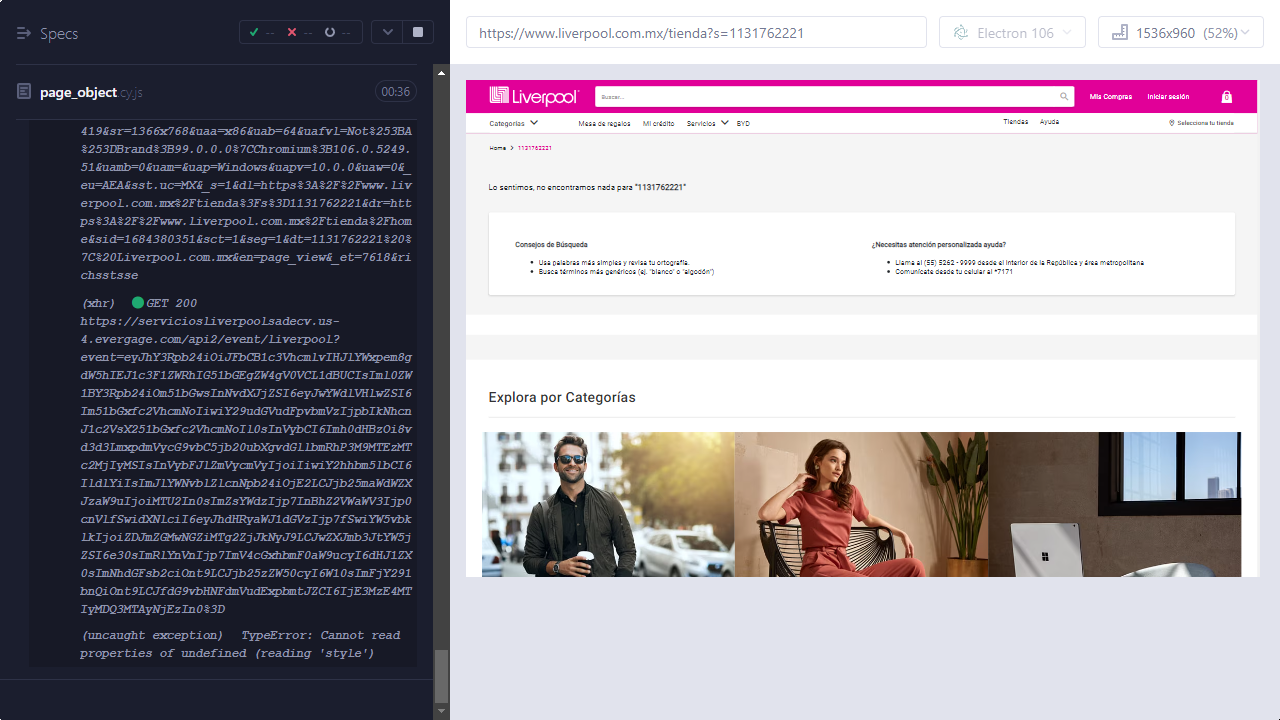 Specs
--
--
--
page_object.cy.js
00:36
419&sr=1366x768&uaa=x86&uab=64&uafvl=Not%253BA
%253DBrand%3B99.0.0.0%7CChromium%3B106.0.5249.
51&uamb=0&uam=&uap=Windows&uapv=10.0.0&uaw=0&_
eu=AEA&sst.uc=MX&_s=1&dl=https%3A%2F%2Fwww.liv
erpool.com.mx%2Ftienda%3Fs%3D1131762221&dr=htt
ps%3A%2F%2Fwww.liverpool.com.mx%2Ftienda%2Fhom
e&sid=1684380351&sct=1&seg=1&dt=1131762221%20%
7C%20Liverpool.com.mx&en=page_view&_et=7618&ri
chsstsse
(xhr) GET 200
https://serviciosliverpoolsadecv.us-
4.evergage.com/api2/event/liverpool?
(uncaught exception) TypeError: Cannot read
properties of undefined (reading 'style')
https://www.liverpool.com.mx/tienda?s=1131762221
Electron 106
1536x960 (52%)
Liverpool
Buscar...
Mis Compras
Iniciar sesión
0
Categorías
Mesa de regalos
Mi crédito
Servicios
BYD
Tiendas
Ayuda
Selecciona tu tienda
Home > 1131762221
Lo sentimos, no encontramos nada para "1131762221"
Consejos de Búsqueda
• Usa palabras más simples y revisa tu ortografía.
• Busca términos más genéricos (ej. "blanco" o "algodón")
¿Necesitas atención personalizada ayuda?
• Llama al (55) 5262 - 9999 desde el Interior de la República y área metropolitana
• Comunícate desde tu celular al *7171
Explora por Categorías